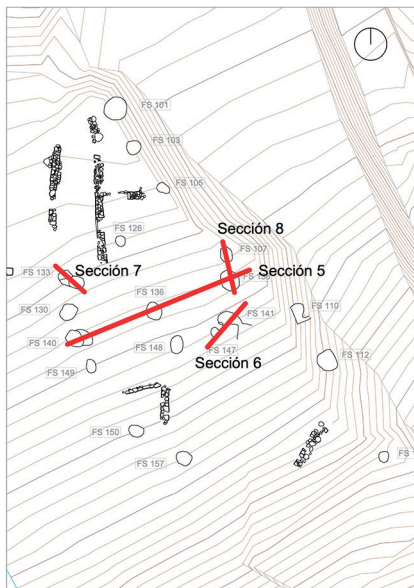 FS 101
FS 103
FS 105
FS 126
Sección 8
FS 107
FS 133
Sección 7
Sección 5
FS 136
FS 130
FS 110
FS 141
FS 140
FS 148
FS 147
FS 112
Sección 6
FS 149
FS 150
FS
FS 157